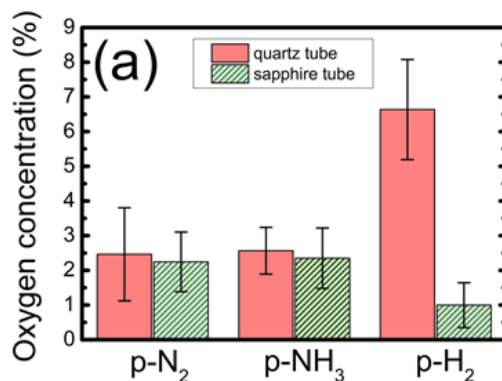 Oxygen concentration (%)
9
8
7
6
5
4
3
2
1
0
(a)
quartz tube
sapphire tube
p-N₂
p-NH₃
p-H₂